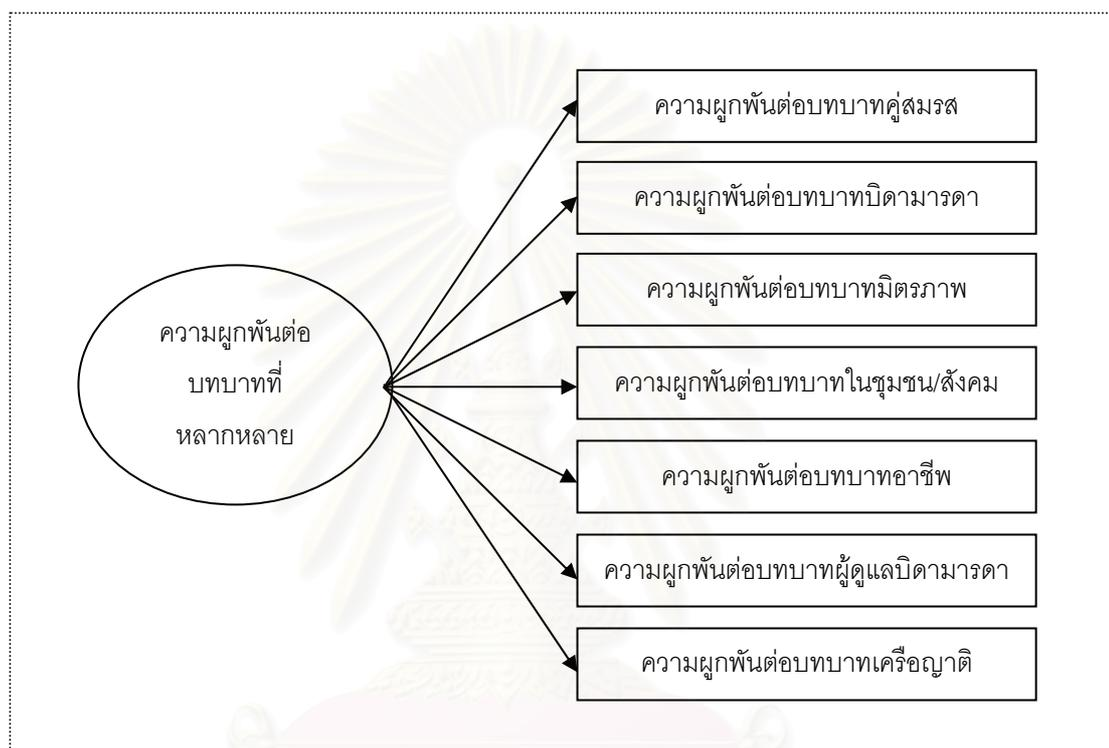 ความผูกพันต่อบทบาทคู่สมรส
ความผูกพันต่อบทบาทบิดามารดา
ความผูกพันต่อบทบาทมิตรภาพ
ความผูกพันต่อ
บทบาทที่
หลากหลาย
ความผูกพันต่อบทบาทในชุมชน/สังคม
ความผูกพันต่อบทบาทอาชีพ
ความผูกพันต่อบทบาทผู้ดูแลบิดามารดา
ความผูกพันต่อบทบาทเครือญาติ